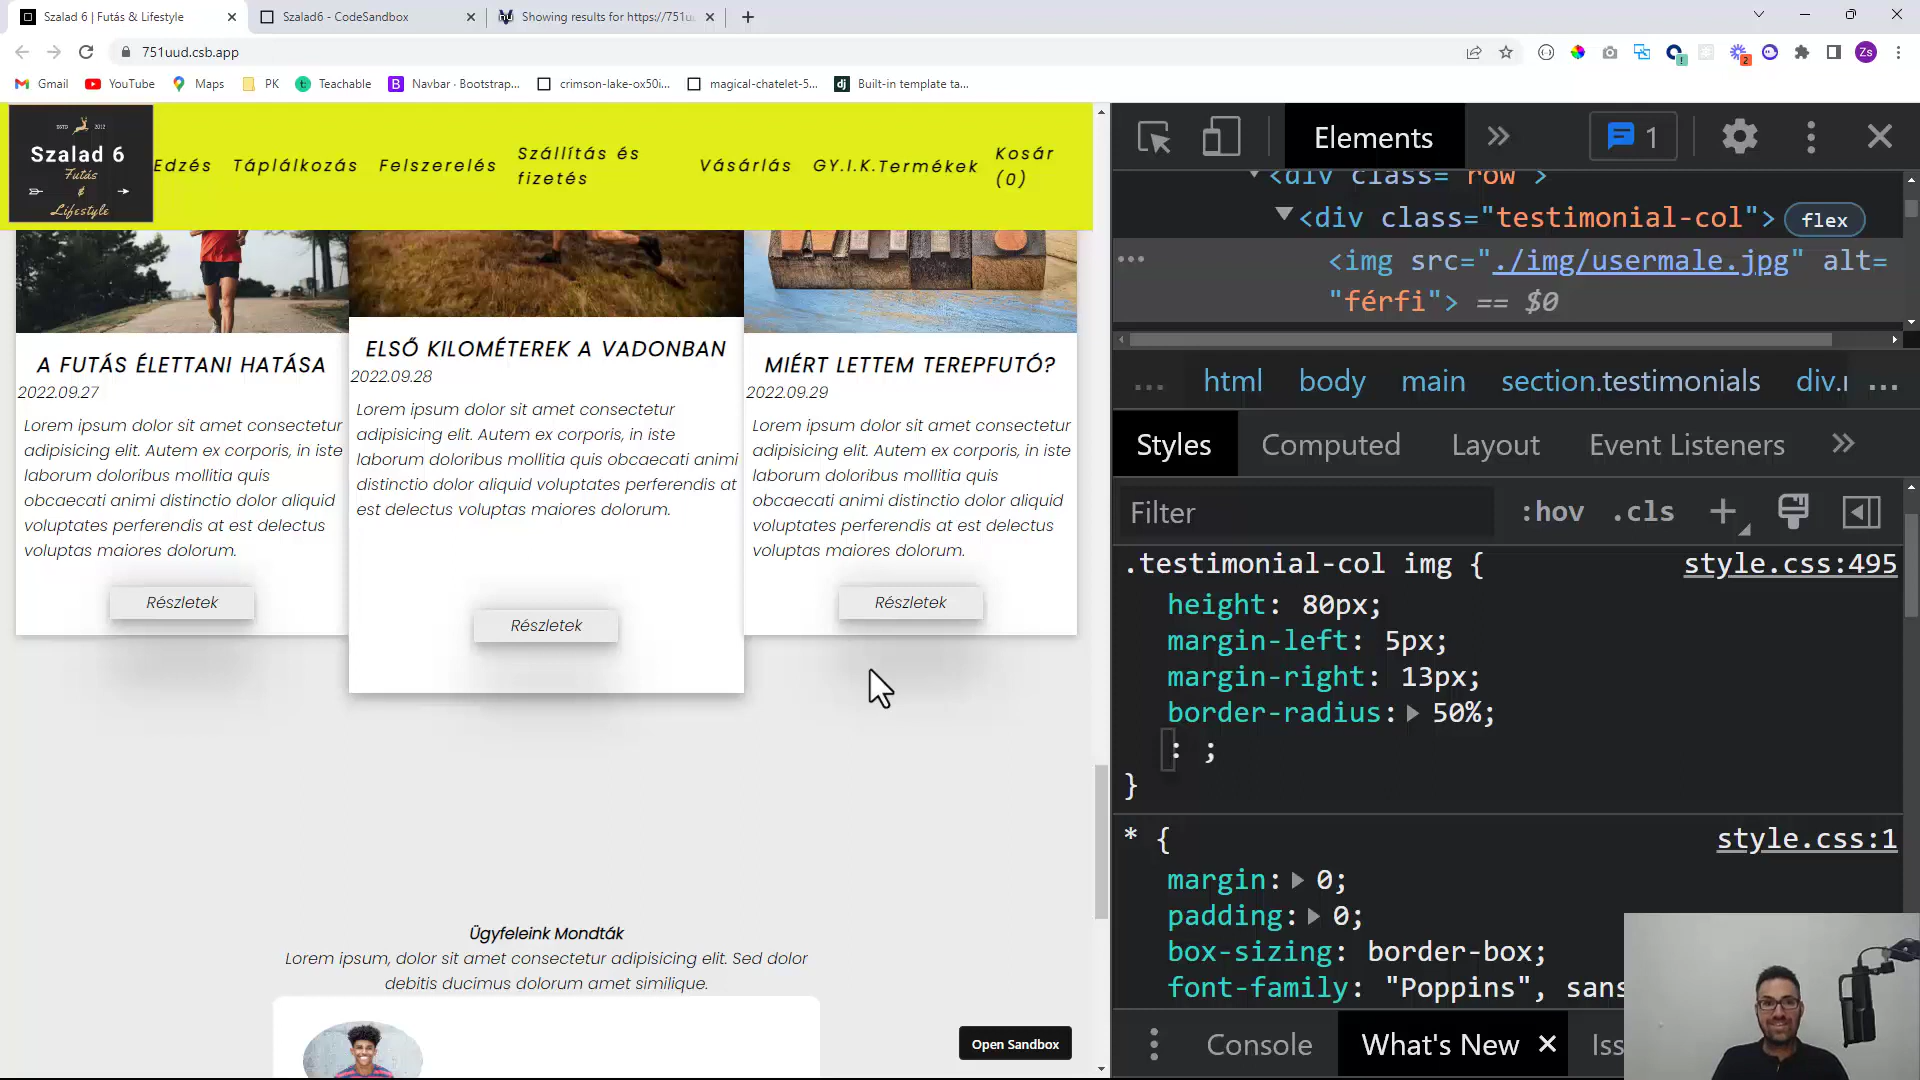 Szalad 6 | Futás & Lifestyle
Szalad6 - CodeSandbox
Showing results for https://751uu
751uud.csb.app
Zs
Gmail
YouTube
Maps
PK
Teachable
Navbar · Bootstrap...
crimson-lake-ox50i...
magical-chatelet-5...
Built-in template ta...
ESTD 2012
Szalad 6
Futás
&
Lifestyle
Edzés
Táplálkozás
Felszerelés
Szállítás és
fizetés
Vásárlás
GY.I.K.
Termékek
Kosár
(0)
A FUTÁS ÉLETTANI HATÁSA
2022.09.27
Lorem ipsum dolor sit amet consectetur
adipisicing elit. Autem ex corporis, in iste
laborum doloribus mollitia quis
obcaecati animi distinctio dolor aliquid
voluptates perferendis at est delectus
voluptas maiores dolorum.
Részletek
ELSŐ KILOMÉTEREK A VADONBAN
2022.09.28
Lorem ipsum dolor sit amet consectetur
adipisicing elit. Autem ex corporis, in iste
laborum doloribus mollitia quis obcaecati animi
distinctio dolor aliquid voluptates perferendis at
est delectus voluptas maiores dolorum.
Részletek
MIÉRT LETTEM TEREPFUTÓ?
2022.09.29
Lorem ipsum dolor sit amet consectetur
adipisicing elit. Autem ex corporis, in iste
laborum doloribus mollitia quis
obcaecati animi distinctio dolor aliquid
voluptates perferendis at est delectus
voluptas maiores dolorum.
Részletek
Ügyfeleink Mondták
Lorem ipsum, dolor sit amet consectetur adipisicing elit. Sed dolor
debitis ducimus dolorum amet similique.
Open Sandbox
Elements
1
<div class="row">
<div class="testimonial-col"> flex
<img src="./img/usermale.jpg" alt=
"férfi"> == $0
... html body main section.testimonials div.r ...
Styles
Computed
Layout
Event Listeners
Filter
:hov
.cls
.testimonial-col img {
style.css:495
height: 80px;
margin-left: 5px;
margin-right: 13px;
border-radius: 50%;
: ;
}
* {
style.css:1
margin: 0;
padding: 0;
box-sizing: border-box;
font-family: "Poppins", sans
Console
What's New
Iss